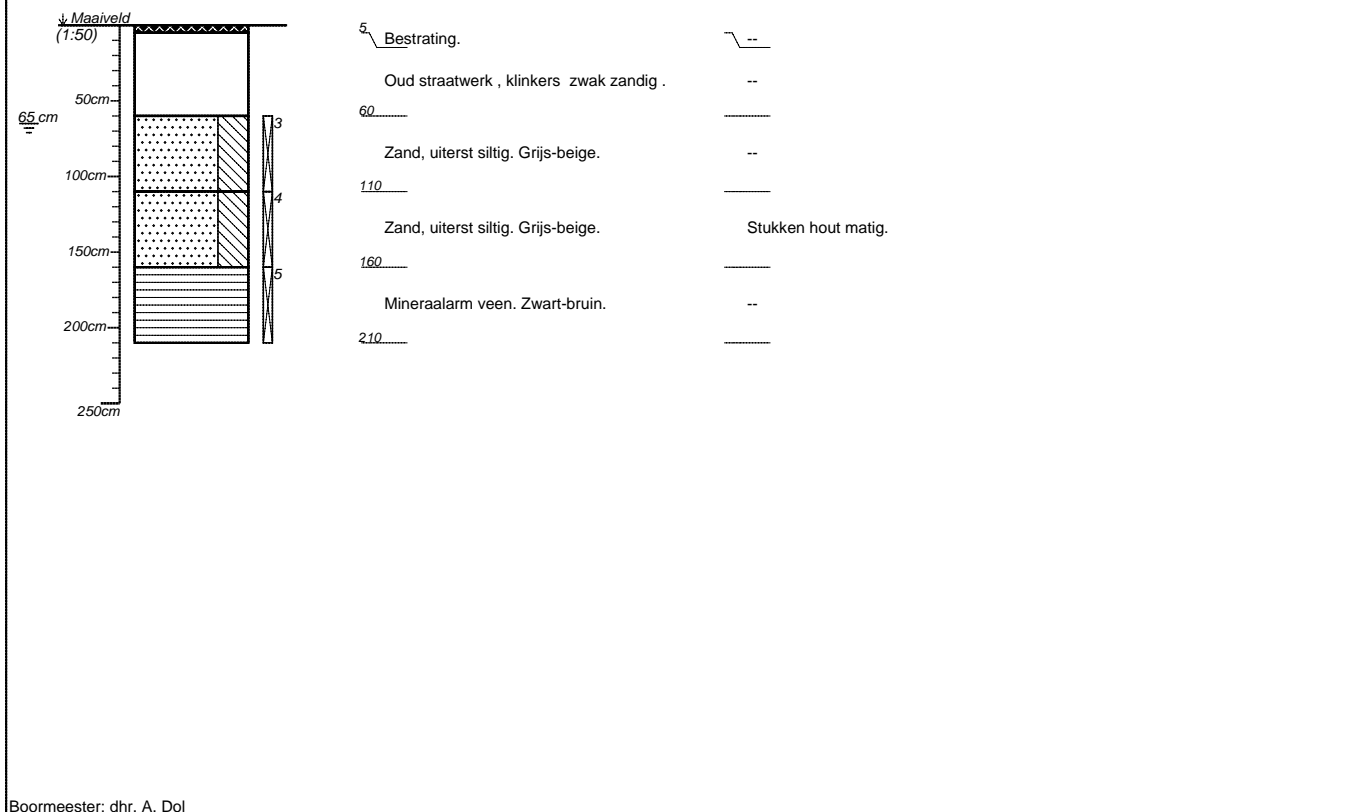 Maaiveld
(1:50)
5 Bestrating. --
Oud straatwerk , klinkers zwak zandig . --
50cm
60
65 cm
3
Zand, uiterst siltig. Grijs-beige. --
100cm
110
4
Zand, uiterst siltig. Grijs-beige. Stukken hout matig.
150cm
160
5
Mineraalarm veen. Zwart-bruin. --
200cm
210
250cm
Boormeester: dhr. A. Dol